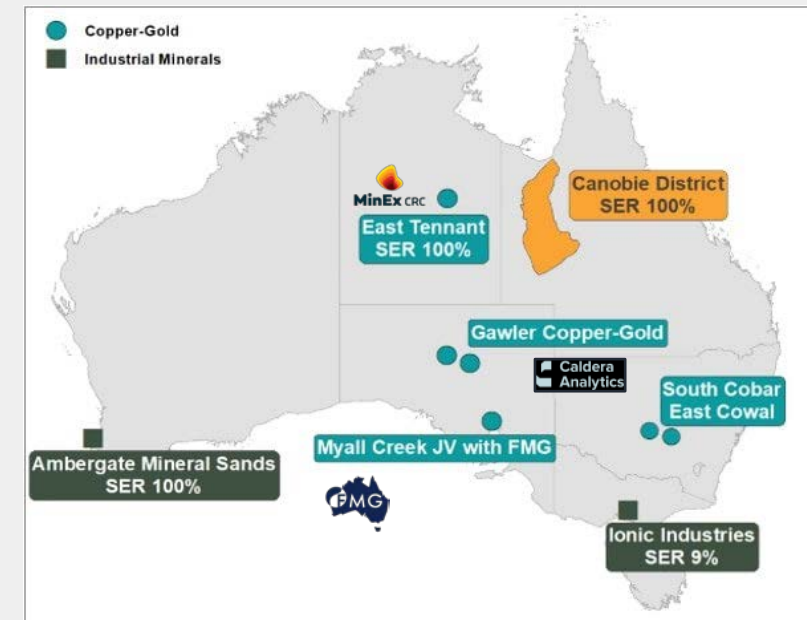 Copper-Gold
Industrial Minerals
MinEx CRC
East Tennant
SER 100%
Canobie District
SER 100%
Gawler Copper-Gold
Caldera
Analytics
South Cobar
East Cowal
Myall Creek JV with FMG
Ambergate Mineral Sands
SER 100%
FMG
Ionic Industries
SER 9%